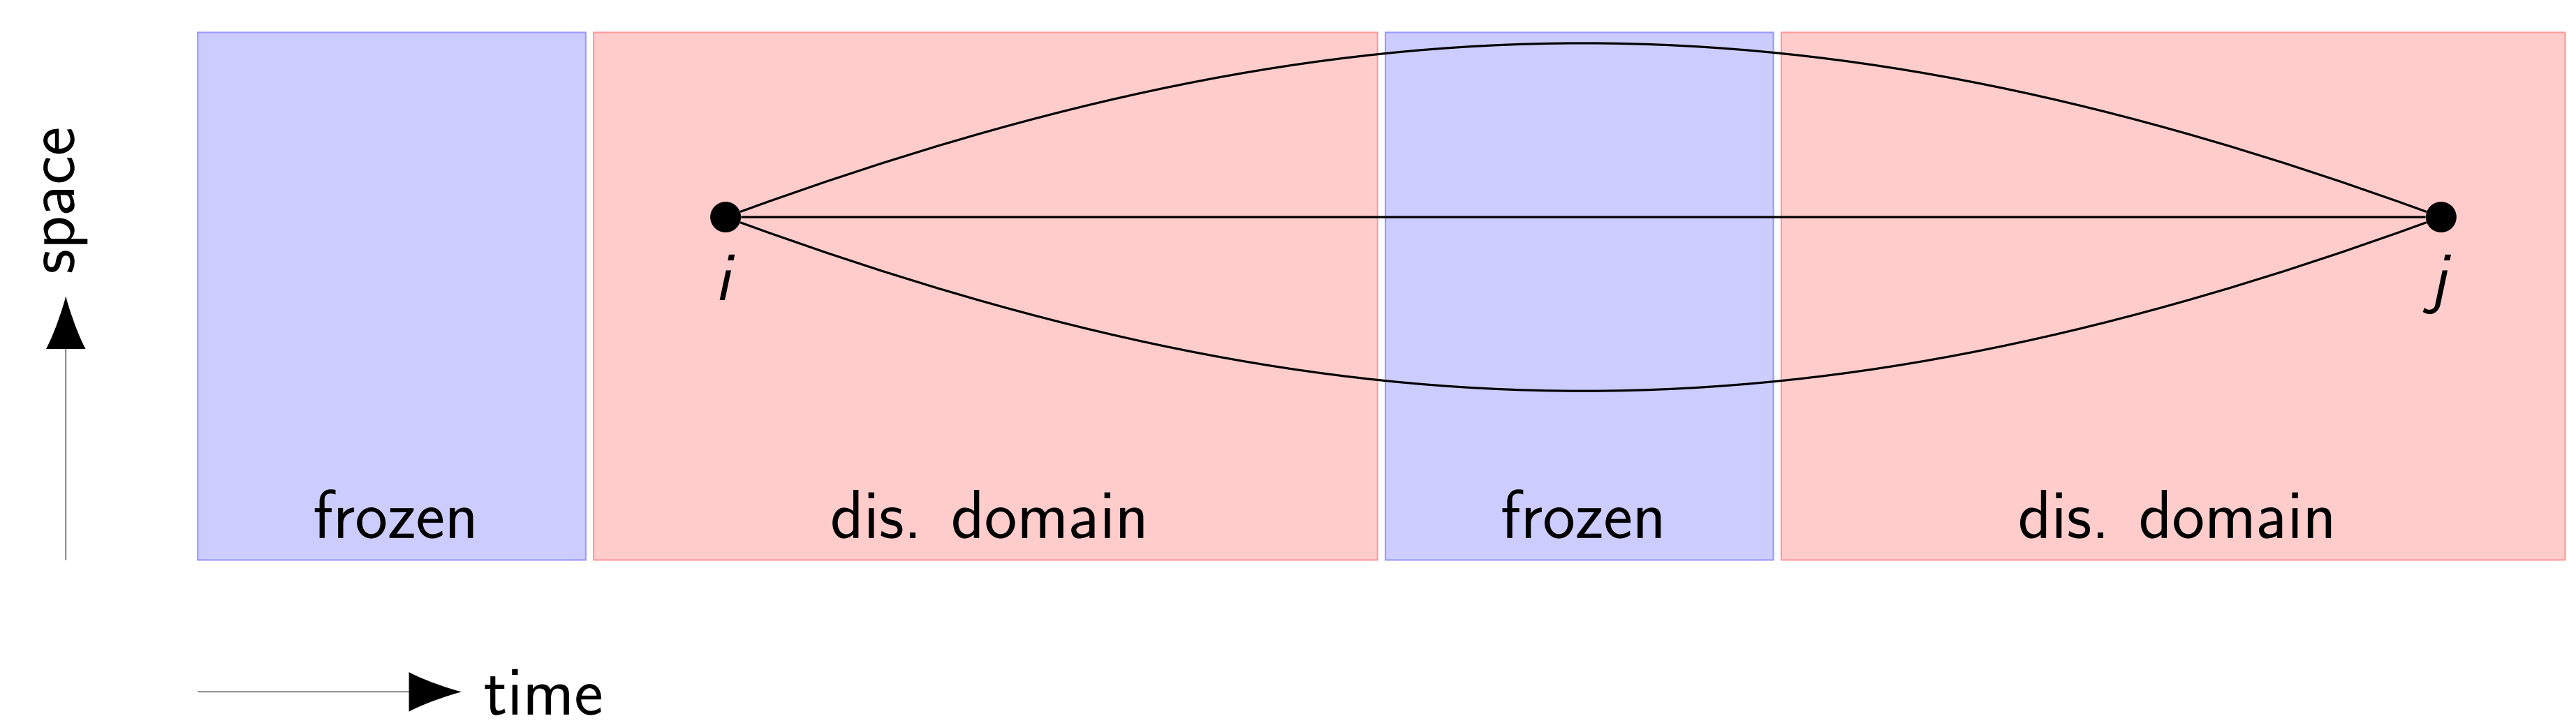 space
i
j
frozen
dis. domain
frozen
dis. domain
time